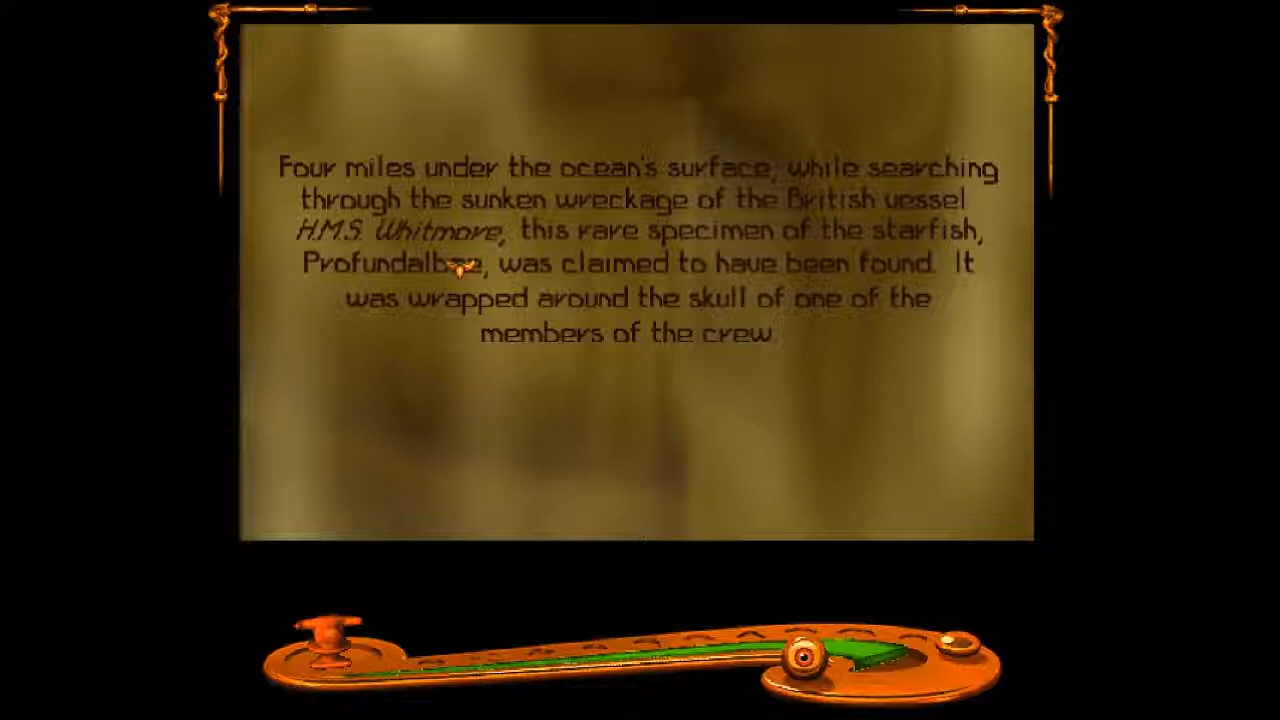 Four miles under the ocean's surface, while searching
through the sunken wreckage of the British vessel
H.M.S. Whitmore, this rare specimen of the starfish,
was claimed to have been found. It
was wrapped around the skull of one of the
members of the crew.